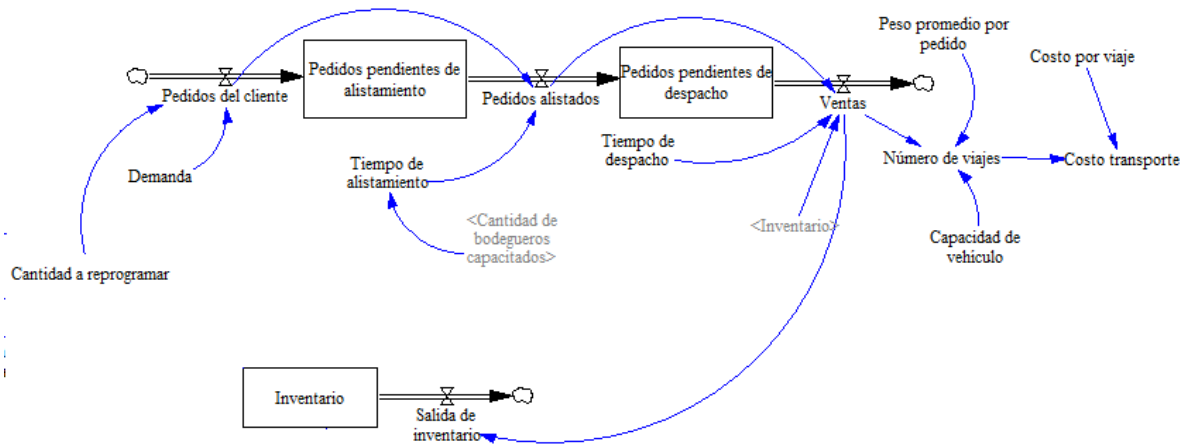 Peso promedio por
pedido
Costo por viaje
Pedidos pendientes de
alistamiento
Pedidos pendientes de
despacho
Pedidos del cliente
Pedidos alistados
Ventas
Tiempo de
despacho
Número de viajes
Costo transporte
Demanda
Tiempo de
alistamiento
<Cantidad de
bodegueros
capacitados>
<Inventario>
Capacidad de
vehículo
Cantidad a reprogramar
Inventario
Salida de
inventario